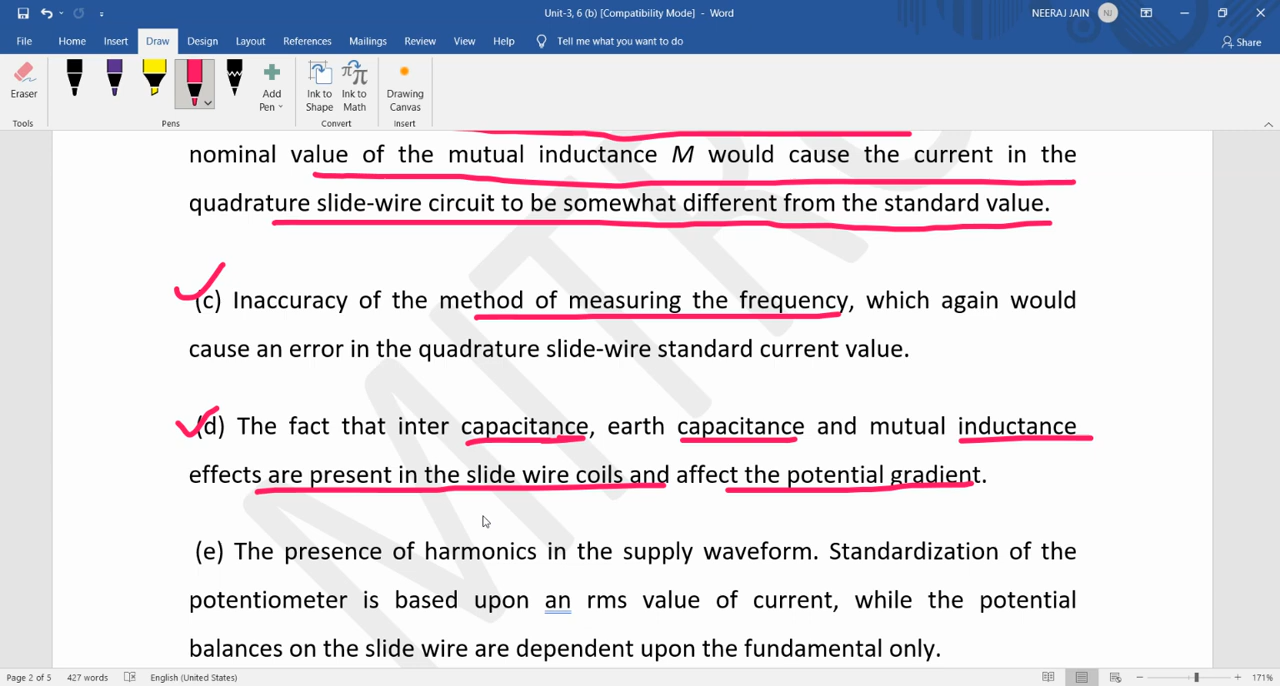 Unit-3, 6 (b) [Compatibility Mode] - Word
NEERAJ JAIN NJ
File Home Insert Draw Design Layout References Mailings Review View Help Tell me what you want to do Share
Eraser Add Pen Ink to Shape Ink to Math Drawing Canvas
Tools Pens Convert Insert
nominal value of the mutual inductance M would cause the current in the
quadrature slide-wire circuit to be somewhat different from the standard value.
(c) Inaccuracy of the method of measuring the frequency, which again would
cause an error in the quadrature slide-wire standard current value.
(d) The fact that inter capacitance, earth capacitance and mutual inductance
effects are present in the slide wire coils and affect the potential gradient.
(e) The presence of harmonics in the supply waveform. Standardization of the
potentiometer is based upon an rms value of current, while the potential
balances on the slide wire are dependent upon the fundamental only.
Page 2 of 5 427 words English (United States) 171%